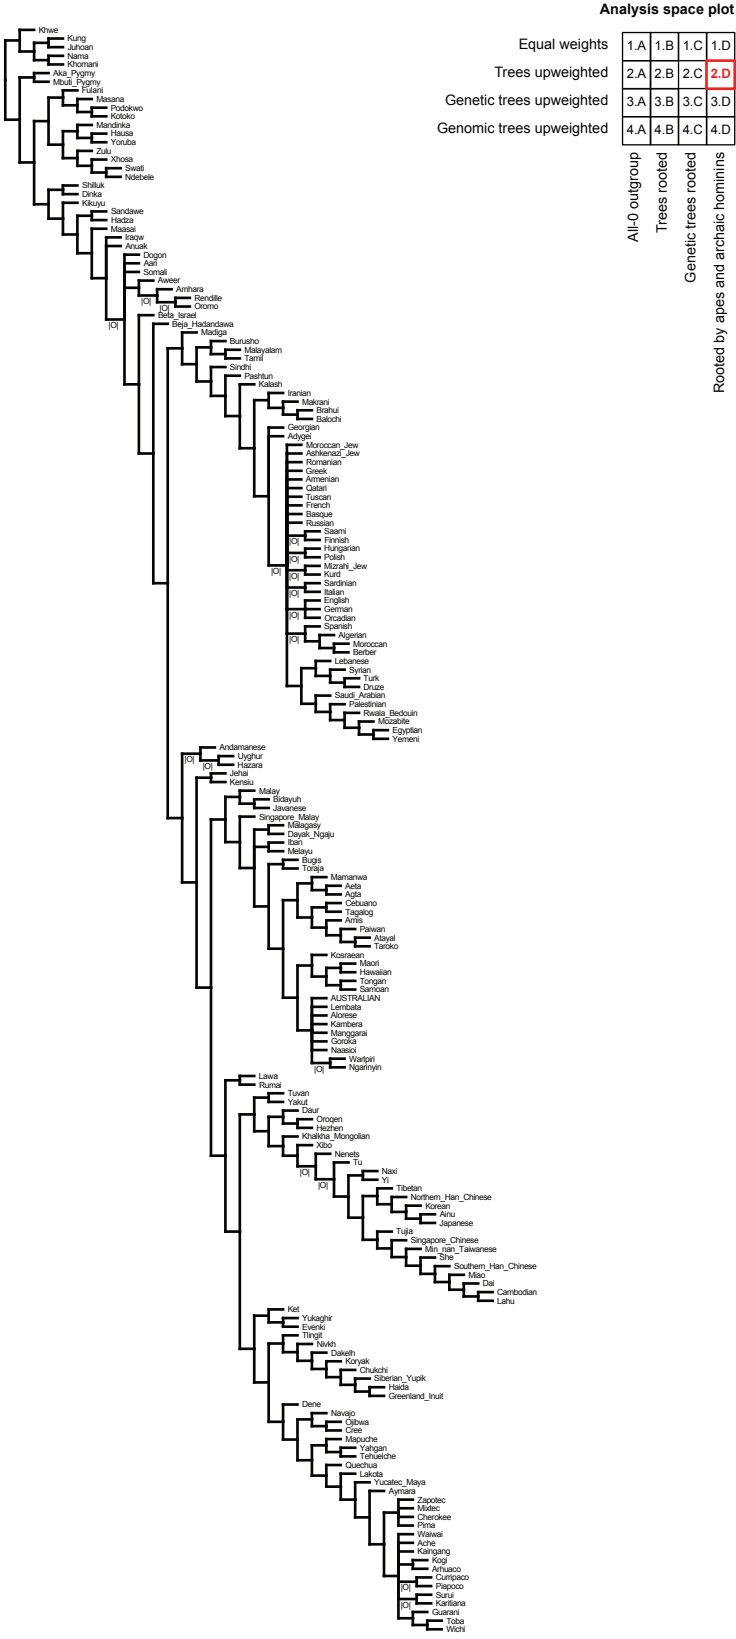 Analysis space plot
Equal weights
1.A 1.B 1.C 1.D
Trees upweighted
2.A 2.B 2.C 2.D
Genetic trees upweighted
3.A 3.B 3.C 3.D
Genomic trees upweighted
4.A 4.B 4.C 4.D
All-0 outgroup
Trees rooted
Genetic trees rooted
Rooted by apes and archaic hominins
Khwe
Kung
Juhoan
Nama
Khomani
Aka_Pygmy
Mbuti_Pygmy
Fulani
Masana
Podokwo
Kotoko
Mandinka
Hausa
Yoruba
Zulu
Xhosa
Swati
Ndebele
Shilluk
Dinka
Kikuyu
Sandawe
Hadza
Maasai
Iraqw
Anuak
Dogon
Aari
Somali
Aweer
Amhara
|O|
|O|
Rendille
Oromo
Beta_Israel
|O|
Beja_Hadandawa
Madiga
Burusho
Malayalam
Tamil
Sindhi
Pashtun
Kalash
Iranian
Makrani
Brahui
Balochi
Georgian
Adygei
Moroccan_Jew
Ashkenazi_Jew
Romanian
Greek
Armenian
Qatari
Tuscan
French
Basque
Russian
Saami
|O|
Finnish
Hungarian
|O|
Polish
Mizrahi_Jew
|O|
|O|
Kurd
Sardinian
|O|
Italian
English
German
|O|
Orcadian
Spanish
Algerian
|O|
Moroccan
Berber
Lebanese
Syrian
Turk
Druze
Saudi_Arabian
Palestinian
Rwala_Bedouin
Mozabite
Egyptian
Yemeni
Andamanese
|O|
Uyghur
|O|
Hazara
Jehai
Kensiu
Malay
Bidayuh
Javanese
Singapore_Malay
Malagasy
Dayak_Ngaju
Iban
Melayu
Bugis
Toraja
Mamanwa
Aeta
Agta
Cebuano
Tagalog
Amis
Paiwan
Atayal
Taroko
Kosraean
Maori
Hawaiian
Tongan
Samoan
AUSTRALIAN
Lembata
Alorese
Kambera
Manggarai
Goroka
Naasioi
Warlpiri
|O|
Ngarinyin
Lawa
Rumai
Tuvan
Yakut
Daur
Oroqen
Hezhen
Khalkha_Mongolian
Xibo
Nenets
Tu
|O|
Naxi
Yi
|O|
Tibetan
Northern_Han_Chinese
Korean
Ainu
Japanese
Tujia
Singapore_Chinese
Min_nan_Taiwanese
She
Southern_Han_Chinese
Miao
Dai
Cambodian
Lahu
Ket
Yukaghir
Evenki
Tlingit
Nivkh
Dakelh
Koryak
Chukchi
Siberian_Yupik
Haida
Greenland_Inuit
Dene
Navajo
Ojibwa
Cree
Mapuche
Yahgan
Tehuelche
Quechua
Lakota
Yucatec_Maya
Aymara
Zapotec
Mixtec
Cherokee
Pima
Waiwai
Ache
Kaingang
Kogi
Arhuaco
Curripaco
|O|
Piapoco
Surui
|O|
Karitiana
Guarani
Toba
Wichi